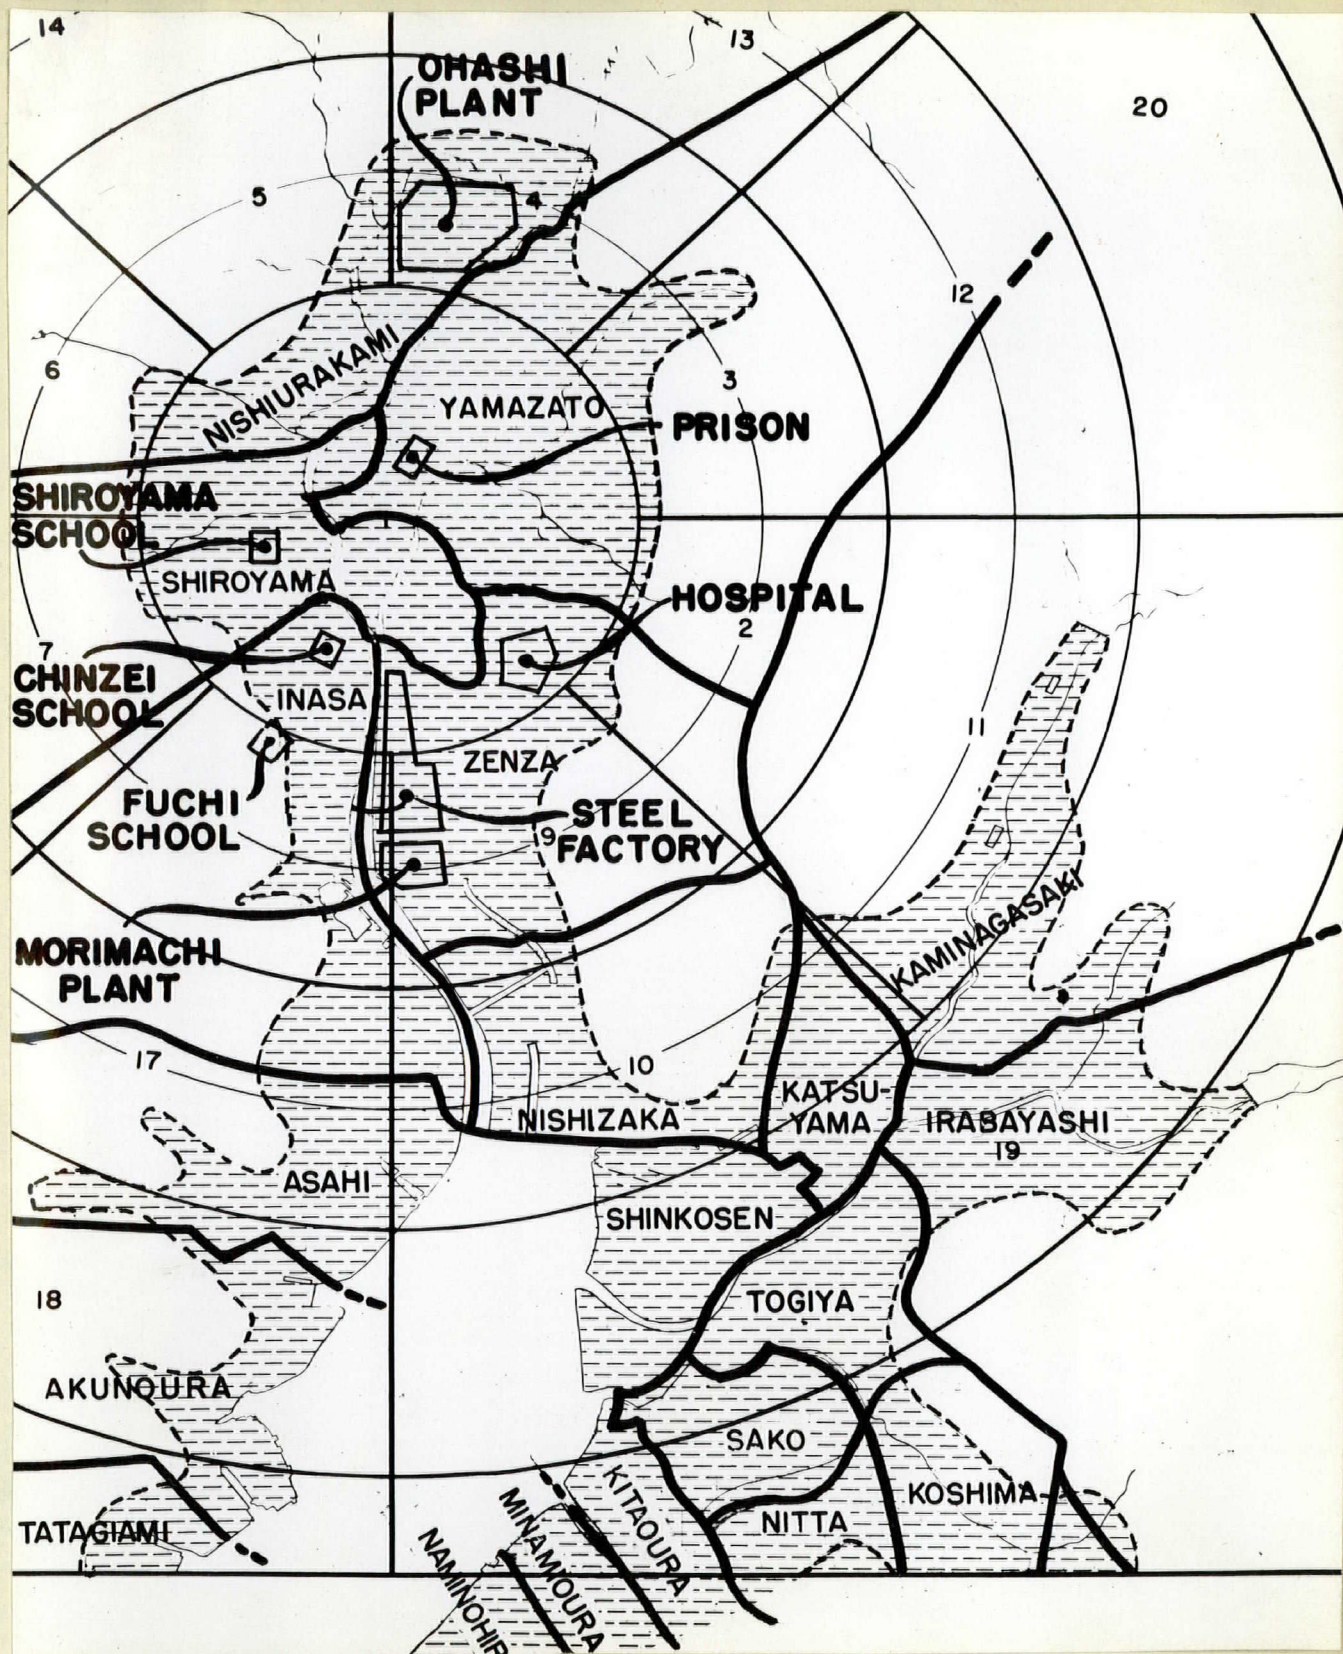 14
13
OHASHI
PLANT
20
5
4
12
6
NISHIURAKAMI
3
YAMAZATO
PRISON
SHIROYAMA
SCHOOL
SHIROYAMA
HOSPITAL
2
7
CHINZEI
SCHOOL
INASA
11
ZENZA
FUCHI
SCHOOL
STEEL
9
FACTORY
KAMINAGASAKI
MORIMACHI
PLANT
17
10
KATSU-
YAMA
NISHIZAKA
IRABAYASHI
19
ASAHI
SHINKOSEN
18
TOGIYA
AKUNOURA
SAKO
KITAOURA
KOSHIMA
MINAMIOURA
NITTA
TATAGIAMI
NAMINOHIR